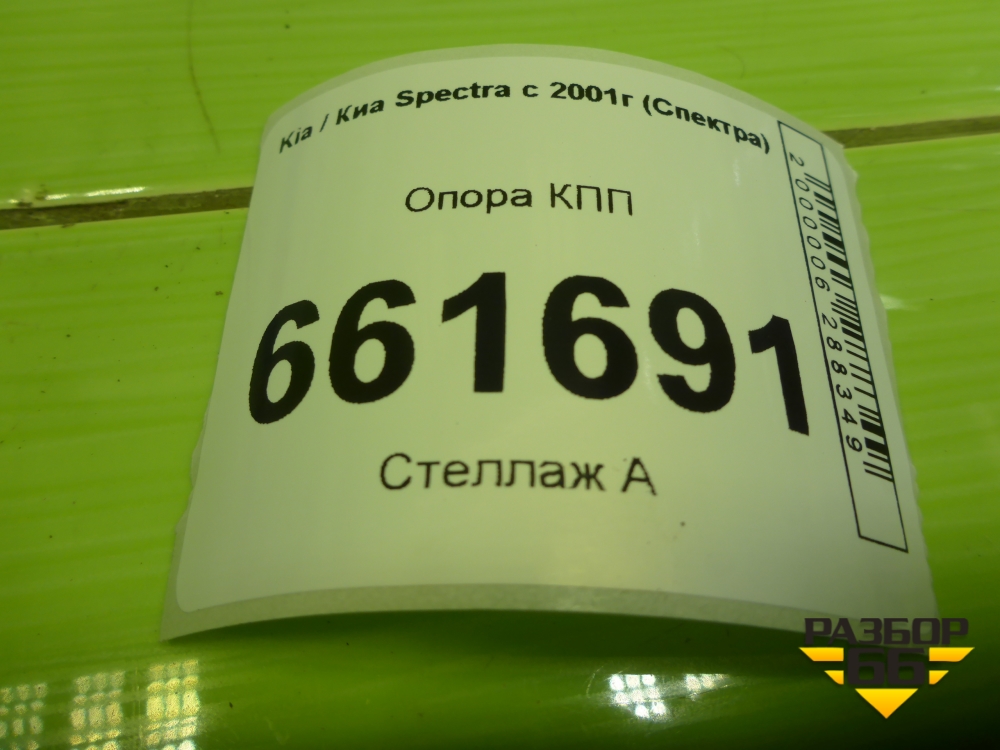 Kia / Киа Spectra с 2001г (Спектра)
Опора КПП
661691
Стеллаж А
2000006288349
РАЗБОР
66